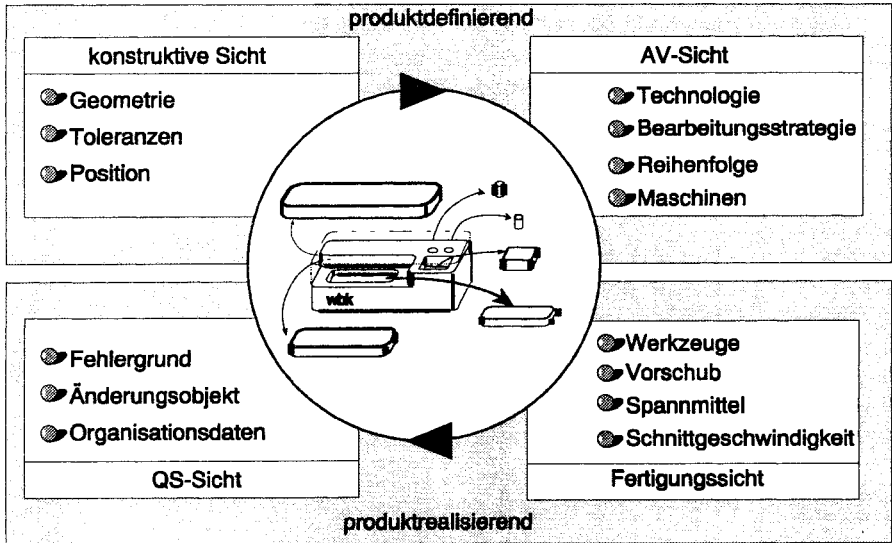 produktdefinierend
konstruktive Sicht
Geometrie
Toleranzen
Position
AV-Sicht
Technologie
Bearbeitungsstrategie
Reihenfolge
Maschinen
wbk
Fehlergrund
Änderungsobjekt
Organisationsdaten
QS-Sicht
Werkzeuge
Vorschub
Spannmittel
Schnittgeschwindigkeit
Fertigungssicht
produktrealisierend